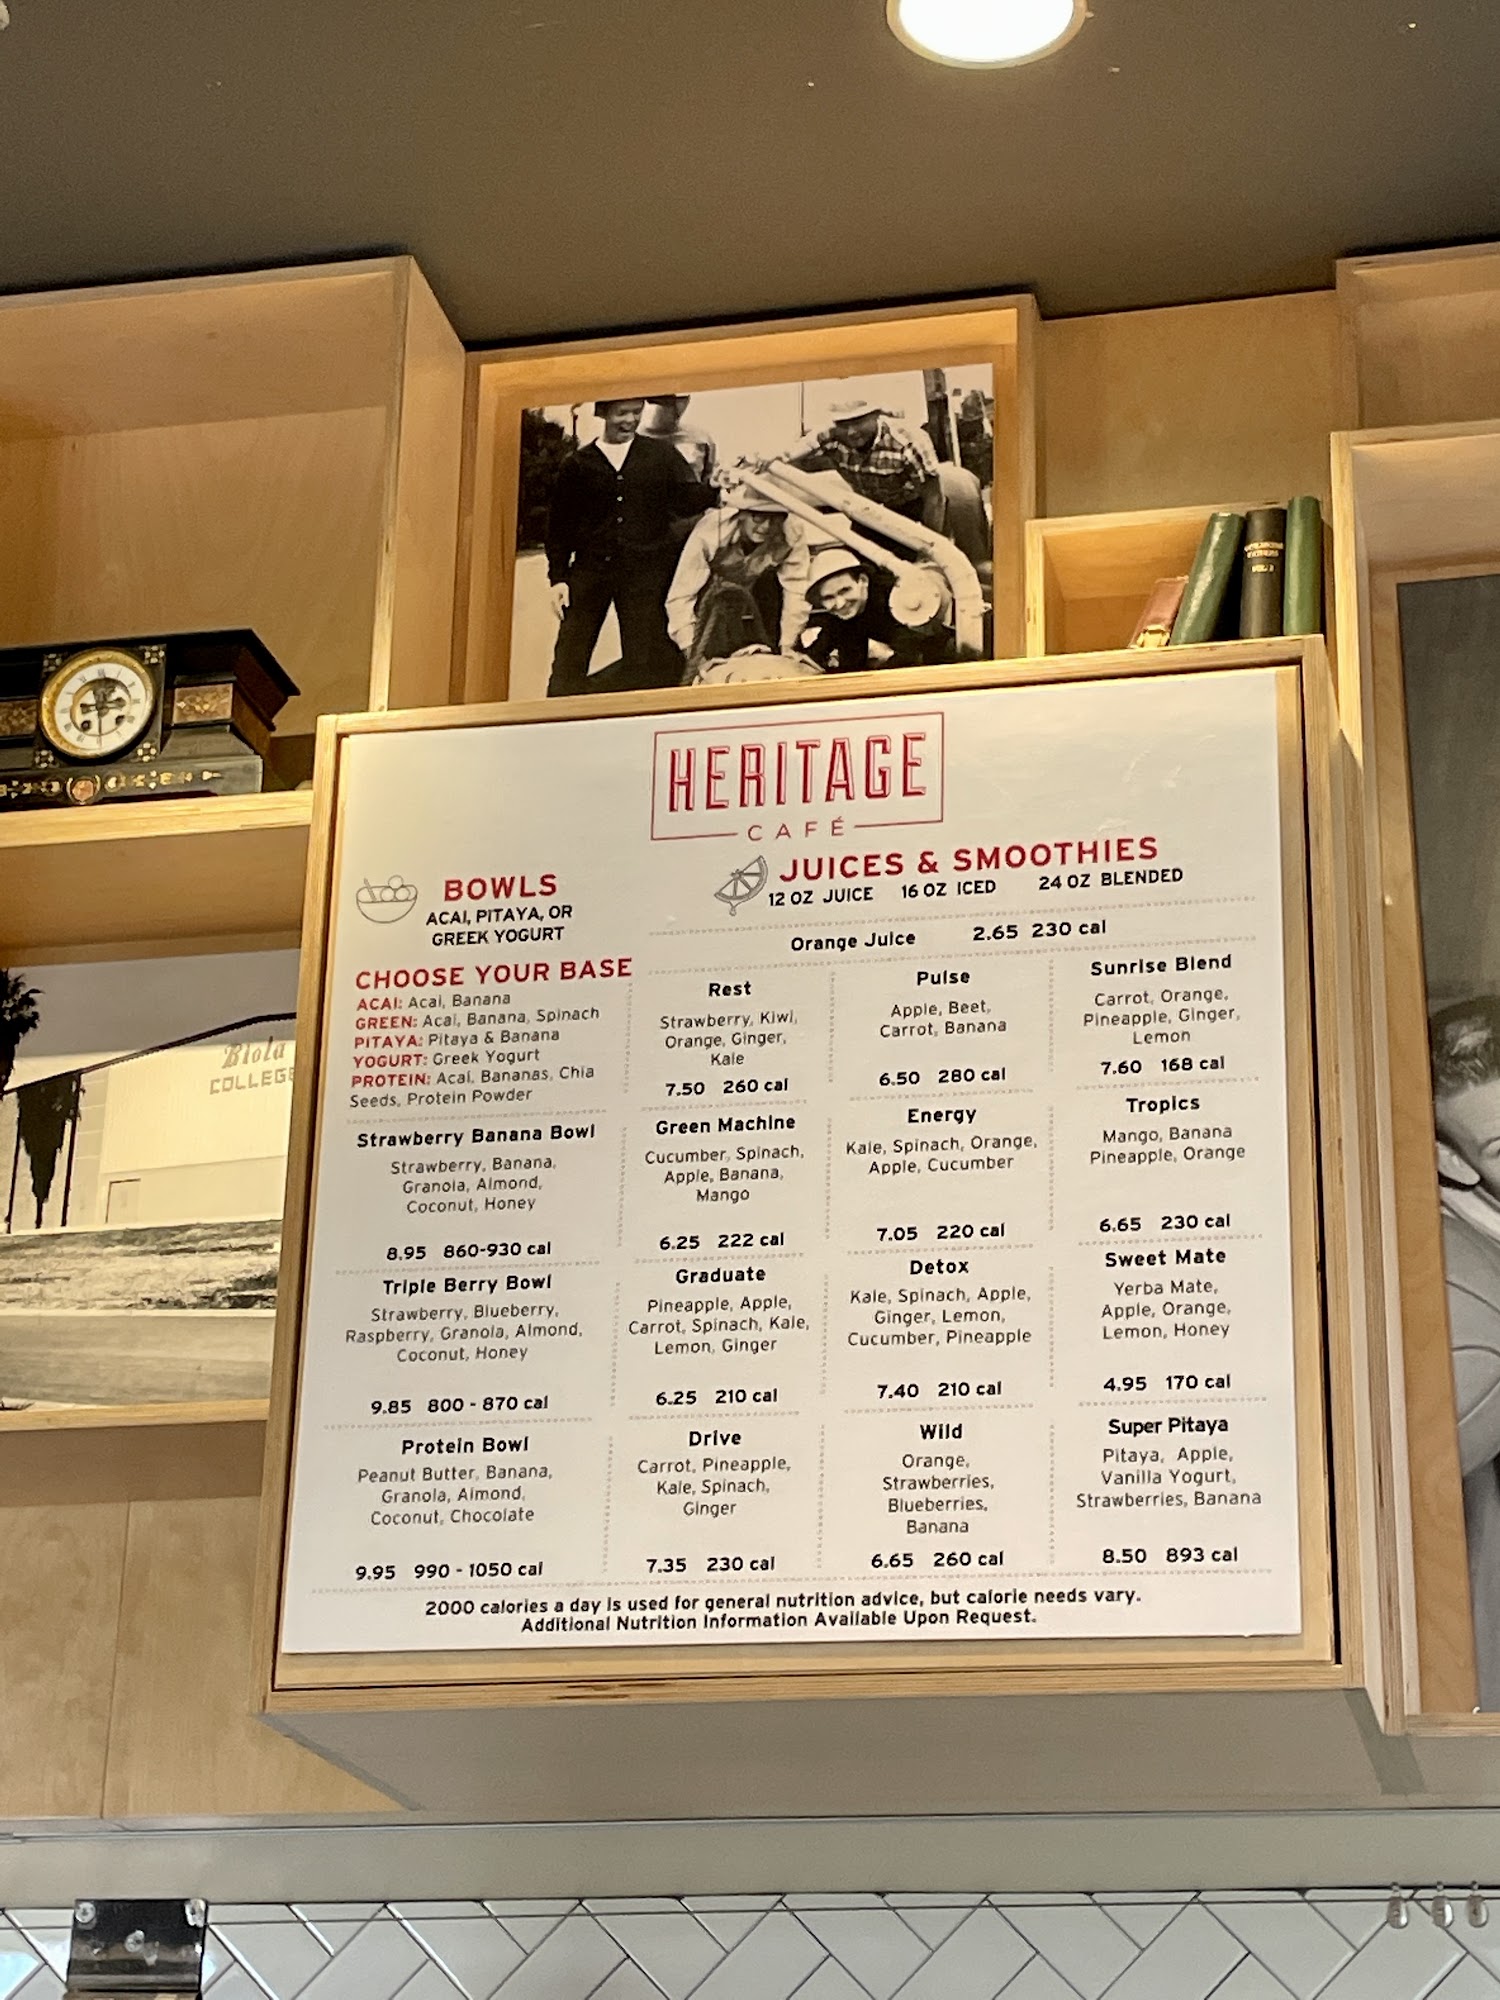 HERITAGE
CAFÉ
BOWLS
ACAI, PITAYA, OR
GREEK YOGURT
CHOOSE YOUR BASE
ACAI: Acai, Banana
GREEN: Acai, Banana, Spinach
PITAYA: Pitaya & Banana
YOGURT: Greek Yogurt
PROTEIN: Acai, Bananas, Chia
Seeds, Protein Powder
Strawberry Banana Bowl
Strawberry, Banana,
Granola, Almond,
Coconut, Honey
8.95 860-930 cal
Triple Berry Bowl
Strawberry, Blueberry,
Raspberry, Granola, Almond,
Coconut, Honey
9.85 800 - 870 cal
Protein Bowl
Peanut Butter, Banana,
Granola, Almond,
Coconut, Chocolate
9.95 990 - 1050 cal
JUICES & SMOOTHIES
12 OZ JUICE 16 OZ ICED 24 OZ BLENDED
Orange Juice 2.65 230 cal
Rest
Strawberry, Kiwi,
Orange, Ginger,
Kale
7.50 260 cal
Green Machine
Cucumber, Spinach,
Apple, Banana,
Mango
6.25 222 cal
Graduate
Pineapple, Apple,
Carrot, Spinach, Kale,
Lemon, Ginger
6.25 210 cal
Drive
Carrot, Pineapple,
Kale, Spinach,
Ginger
7.35 230 cal
Pulse
Apple, Beet,
Carrot, Banana
6.50 280 cal
Energy
Kale, Spinach, Orange,
Apple, Cucumber
7.05 220 cal
Detox
Kale, Spinach, Apple,
Ginger, Lemon,
Cucumber, Pineapple
7.40 210 cal
Wild
Orange,
Strawberries,
Blueberries,
Banana
6.65 260 cal
Sunrise Blend
Carrot, Orange,
Pineapple, Ginger,
Lemon
7.60 168 cal
Tropics
Mango, Banana
Pineapple, Orange
6.65 230 cal
Sweet Mate
Yerba Mate,
Apple, Orange,
Lemon, Honey
4.95 170 cal
Super Pitaya
Pitaya, Apple,
Vanilla Yogurt,
Strawberries, Banana
8.50 893 cal
2000 calories a day is used for general nutrition advice, but calorie needs vary.
Additional Nutrition Information Available Upon Request.
Biola
COLLEGE